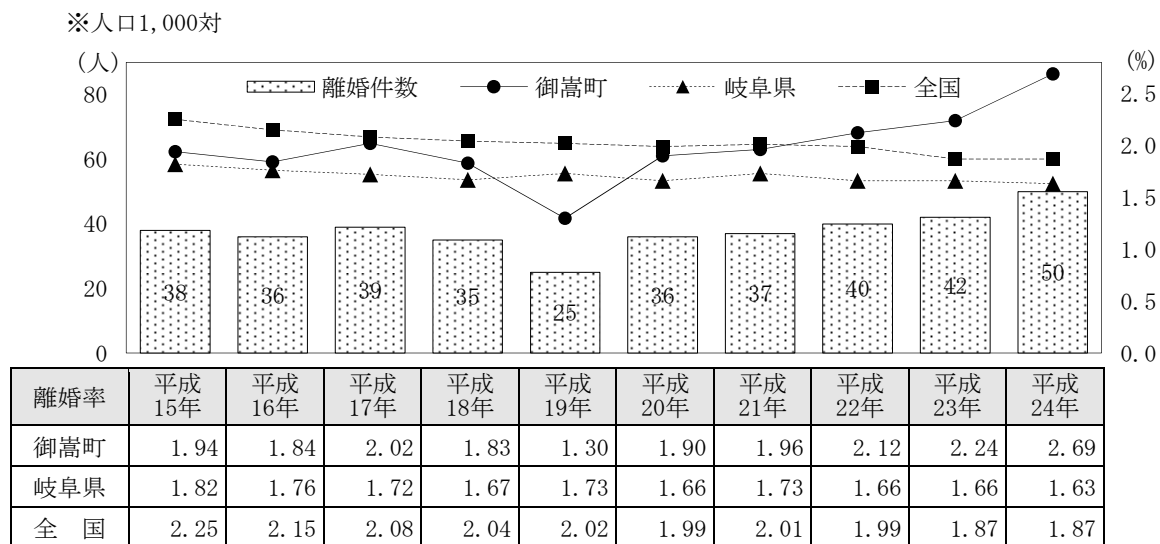 ※人口1,000対
(人) (%)
離婚件数 御嵩町 岐阜県 全国
80
60
40
20
0
2.5
2.0
1.5
1.0
0.5
0.0
38 36 39 35 25 36 37 40 42 50
離婚率 平成15年 平成16年 平成17年 平成18年 平成19年 平成20年 平成21年 平成22年 平成23年 平成24年
御嵩町 1.94 1.84 2.02 1.83 1.30 1.90 1.96 2.12 2.24 2.69
岐阜県 1.82 1.76 1.72 1.67 1.73 1.66 1.73 1.66 1.66 1.63
全 国 2.25 2.15 2.08 2.04 2.02 1.99 2.01 1.99 1.87 1.87